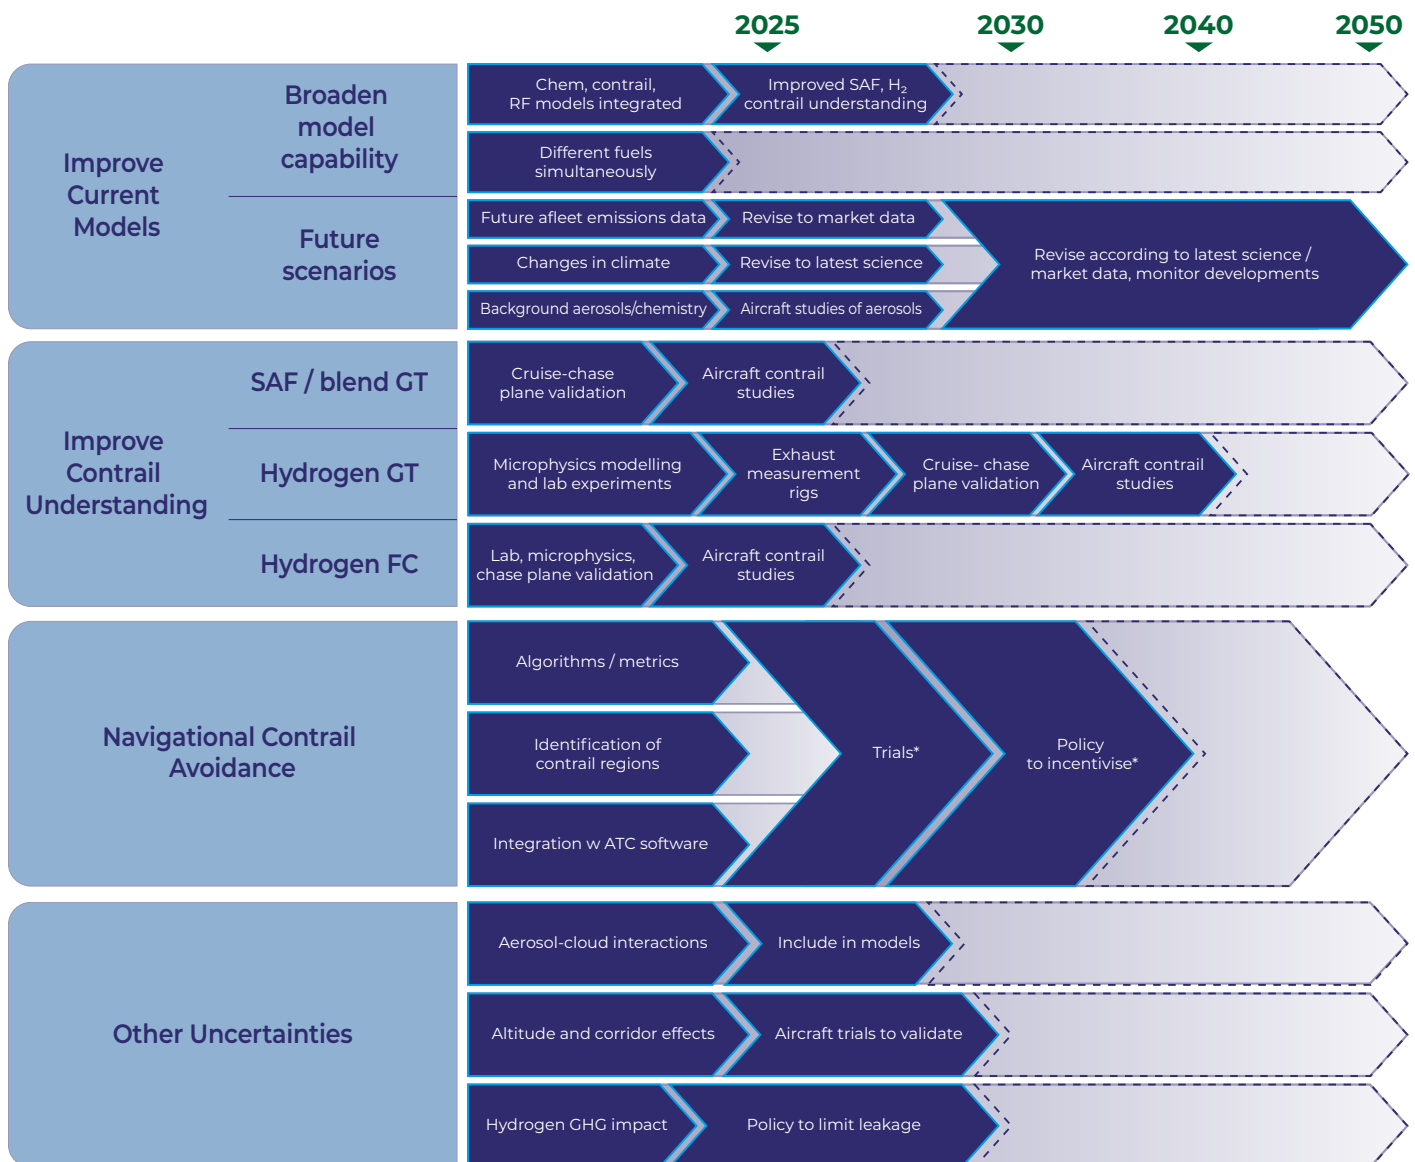 2025
2030
2040
2050
Improve
Current
Models
Broaden
model
capability
Chem, contrail,
RF models integrated
Improved SAF, H₂
contrail understanding
Different fuels
simultaneously
Future
scenarios
Future afleet emissions data
Revise to market data
Changes in climate
Revise to latest science
Background aerosols/chemistry
Aircraft studies of aerosols
Revise according to latest science /
market data, monitor developments
Improve
Contrail
Understanding
SAF / blend GT
Cruise-chase
plane validation
Aircraft contrail
studies
Hydrogen GT
Microphysics modelling
and lab experiments
Exhaust
measurement
rigs
Cruise- chase
plane validation
Aircraft contrail
studies
Hydrogen FC
Lab, microphysics,
chase plane validation
Aircraft contrail
studies
Navigational Contrail
Avoidance
Algorithms / metrics
Identification of
contrail regions
Integration w ATC software
Trials*
Policy
to incentivise*
Other Uncertainties
Aerosol-cloud interactions
Include in models
Altitude and corridor effects
Aircraft trials to validate
Hydrogen GHG impact
Policy to limit leakage